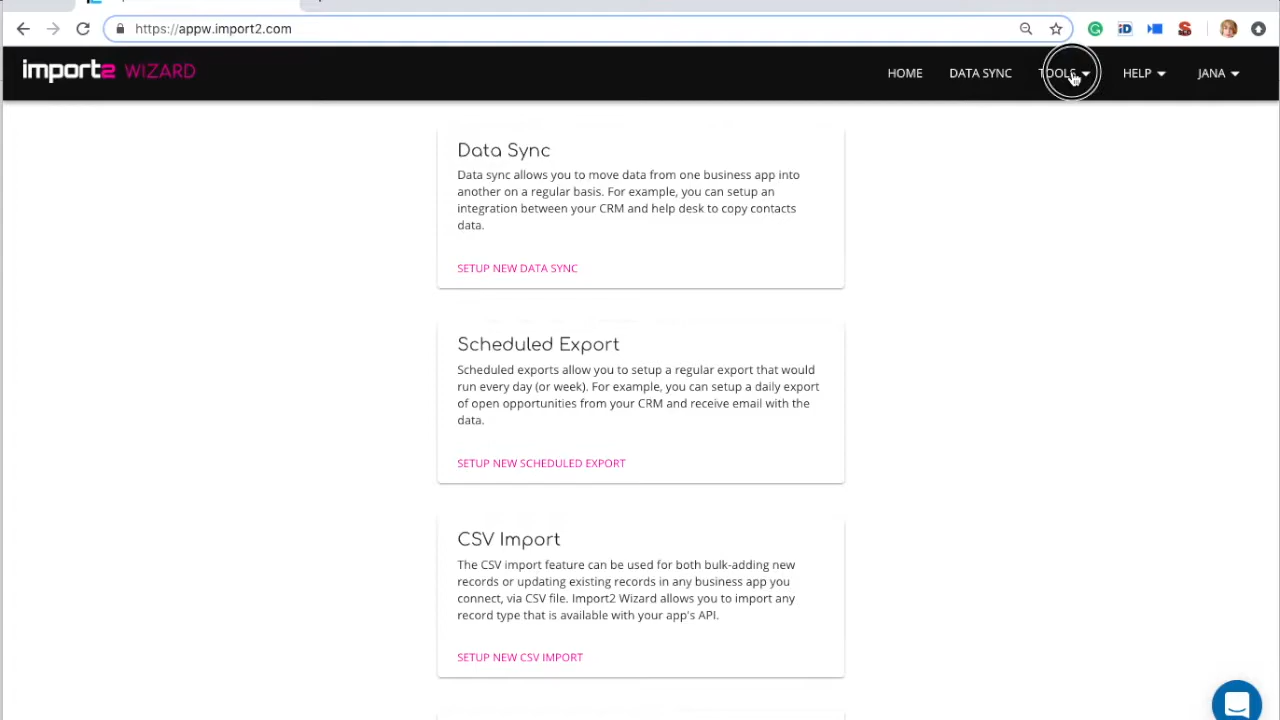 https://appw.import2.com
import2 WIZARD
HOME DATA SYNC TOOLS HELP JANA
Data Sync
Data sync allows you to move data from one business app into
another on a regular basis. For example, you can setup an
integration between your CRM and help desk to copy contacts
data.
SETUP NEW DATA SYNC
Scheduled Export
Scheduled exports allow you to setup a regular export that would
run every day (or week). For example, you can setup a daily export
of open opportunities from your CRM and receive email with the
data.
SETUP NEW SCHEDULED EXPORT
CSV Import
The CSV import feature can be used for both bulk-adding new
records or updating existing records in any business app you
connect, via CSV file. Import2 Wizard allows you to import any
record type that is available with your app's API.
SETUP NEW CSV IMPORT